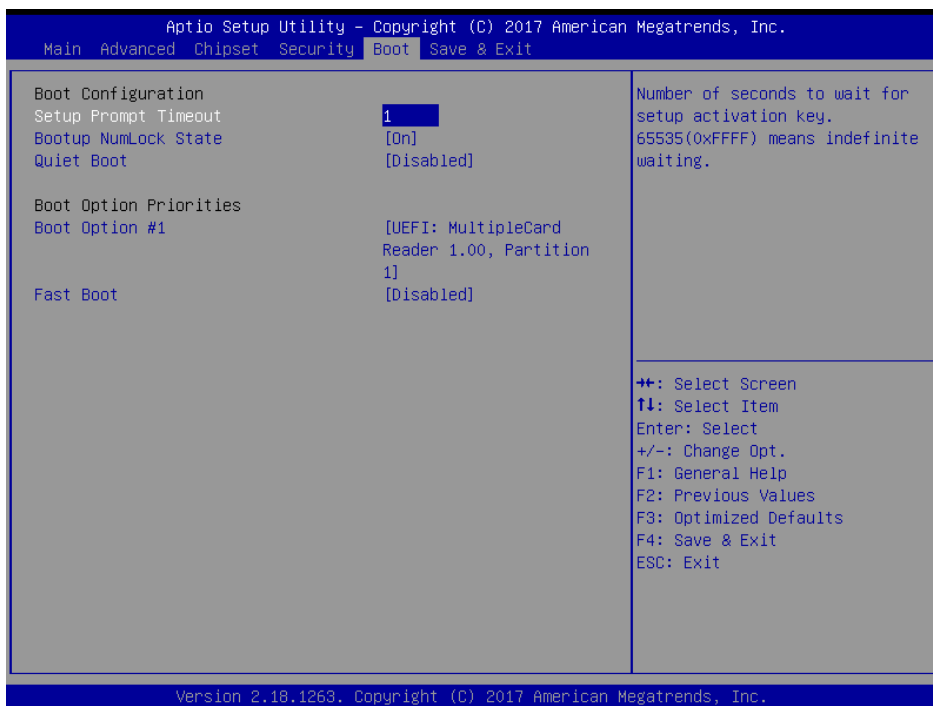 Aptio Setup Utility – Copyright (C) 2017 American Megatrends, Inc.
Main Advanced Chipset Security Boot Save & Exit
Boot Configuration
Setup Prompt Timeout 1
Bootup NumLock State [On]
Quiet Boot [Disabled]
Boot Option Priorities
Boot Option #1 [UEFI: MultipleCard
Reader 1.00, Partition
1]
Fast Boot [Disabled]
Number of seconds to wait for
setup activation key.
65535(0xFFFF) means indefinite
waiting.
→←: Select Screen
↑↓: Select Item
Enter: Select
+/-: Change Opt.
F1: General Help
F2: Previous Values
F3: Optimized Defaults
F4: Save & Exit
ESC: Exit
Version 2.18.1263. Copyright (C) 2017 American Megatrends, Inc.